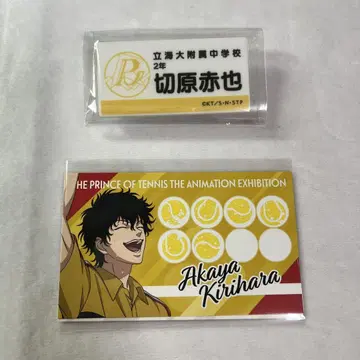 立海大附属中学校
2年
切原赤也
©KT/S・N・STP
HE PRINCE OF TENNIS THE ANIMATION EXHIBITION
Akaya
Kirihara